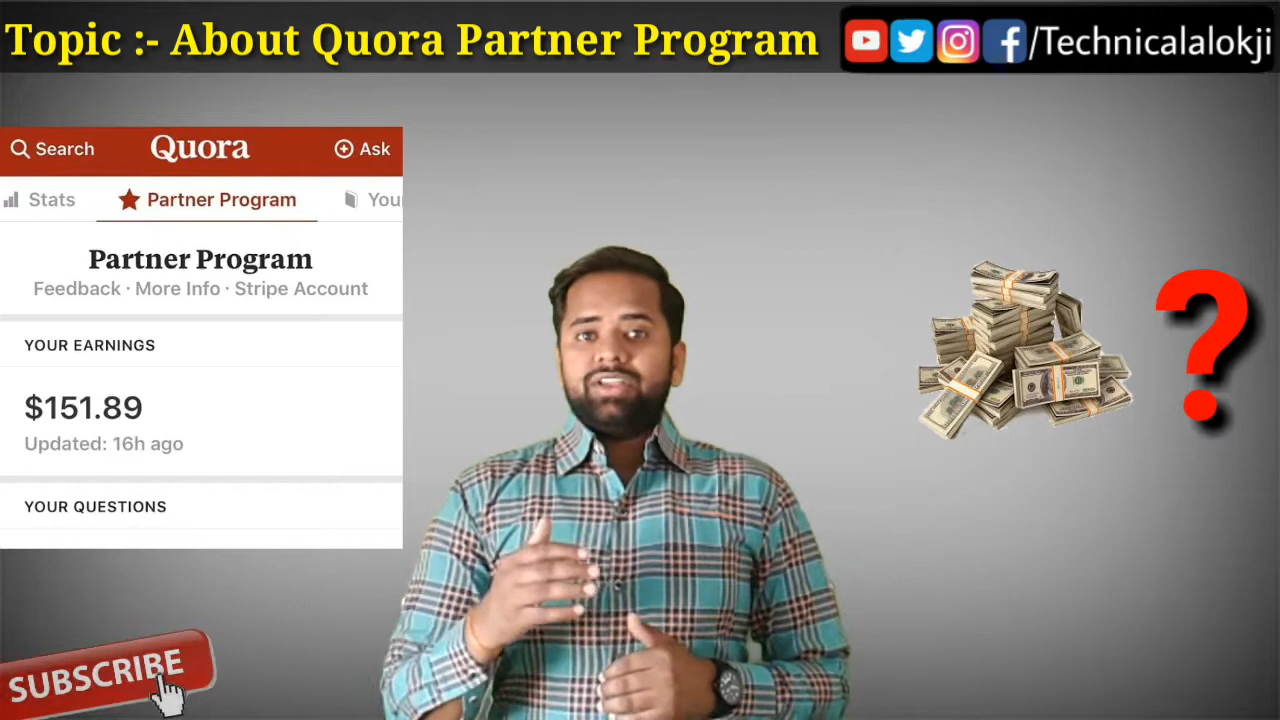 Topic :- About Quora Partner Program
/Technicalalokji
Search Quora Ask
Stats Partner Program You
Partner Program
Feedback · More Info · Stripe Account
YOUR EARNINGS
$151.89
Updated: 16h ago
YOUR QUESTIONS
?
SUBSCRIBE